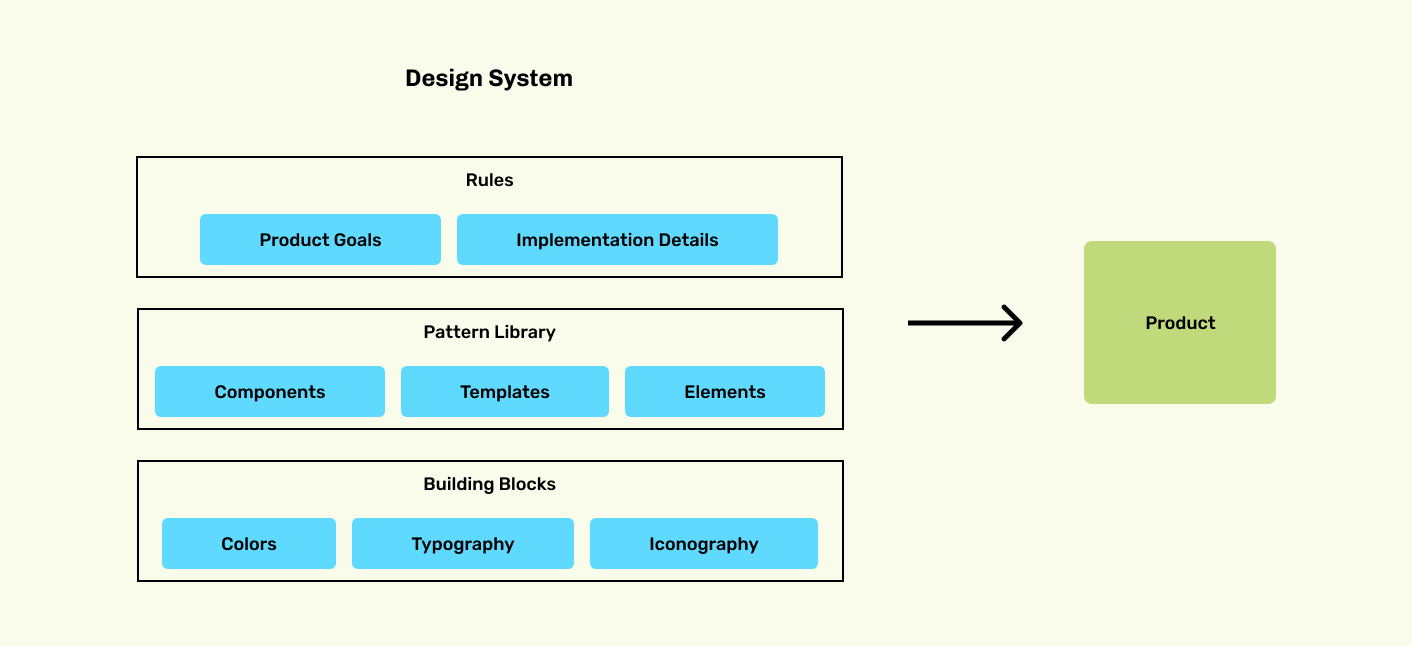 Design System
Rules
Product Goals
Implementation Details
Pattern Library
Components
Templates
Elements
Building Blocks
Colors
Typography
Iconography
Product